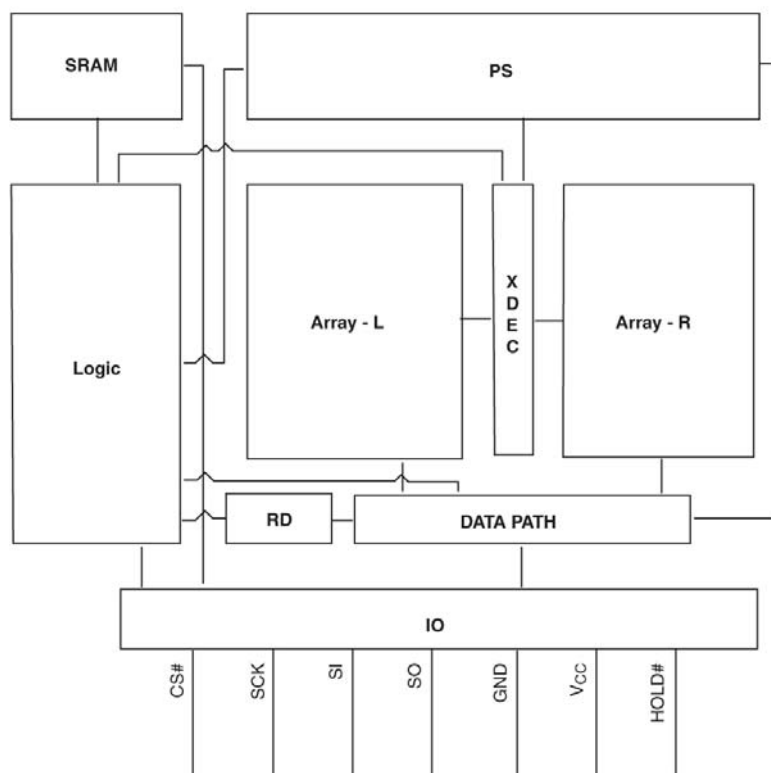 SRAM
PS
Logic
Array - L
X
D
E
C
Array - R
RD
DATA PATH
IO
CS#
SCK
SI
SO
GND
VCC
HOLD#